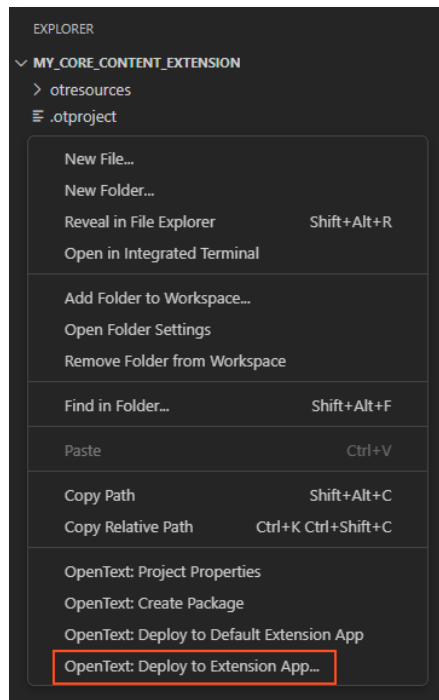 EXPLORER
MY_CORE_CONTENT_EXTENSION
otresources
.otproject
New File...
New Folder...
Reveal in File Explorer Shift+Alt+R
Open in Integrated Terminal
Add Folder to Workspace...
Open Folder Settings
Remove Folder from Workspace
Find in Folder... Shift+Alt+F
Paste Ctrl+V
Copy Path Shift+Alt+C
Copy Relative Path Ctrl+K Ctrl+Shift+C
OpenText: Project Properties
OpenText: Create Package
OpenText: Deploy to Default Extension App
OpenText: Deploy to Extension App...